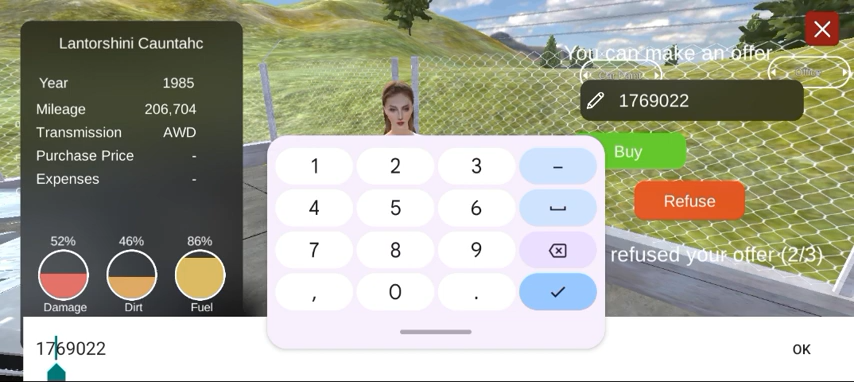 Lantorshini Cauntahc
Year 1985
Mileage 206,704
Transmission AWD
Purchase Price -
Expenses -
52% 46% 86%
Damage Dirt Fuel
You can make an offer
1769022
Buy
Refuse
refused your offer (2/3)
1 2 3 -
4 5 6
7 8 9
, 0 .
1769022
OK